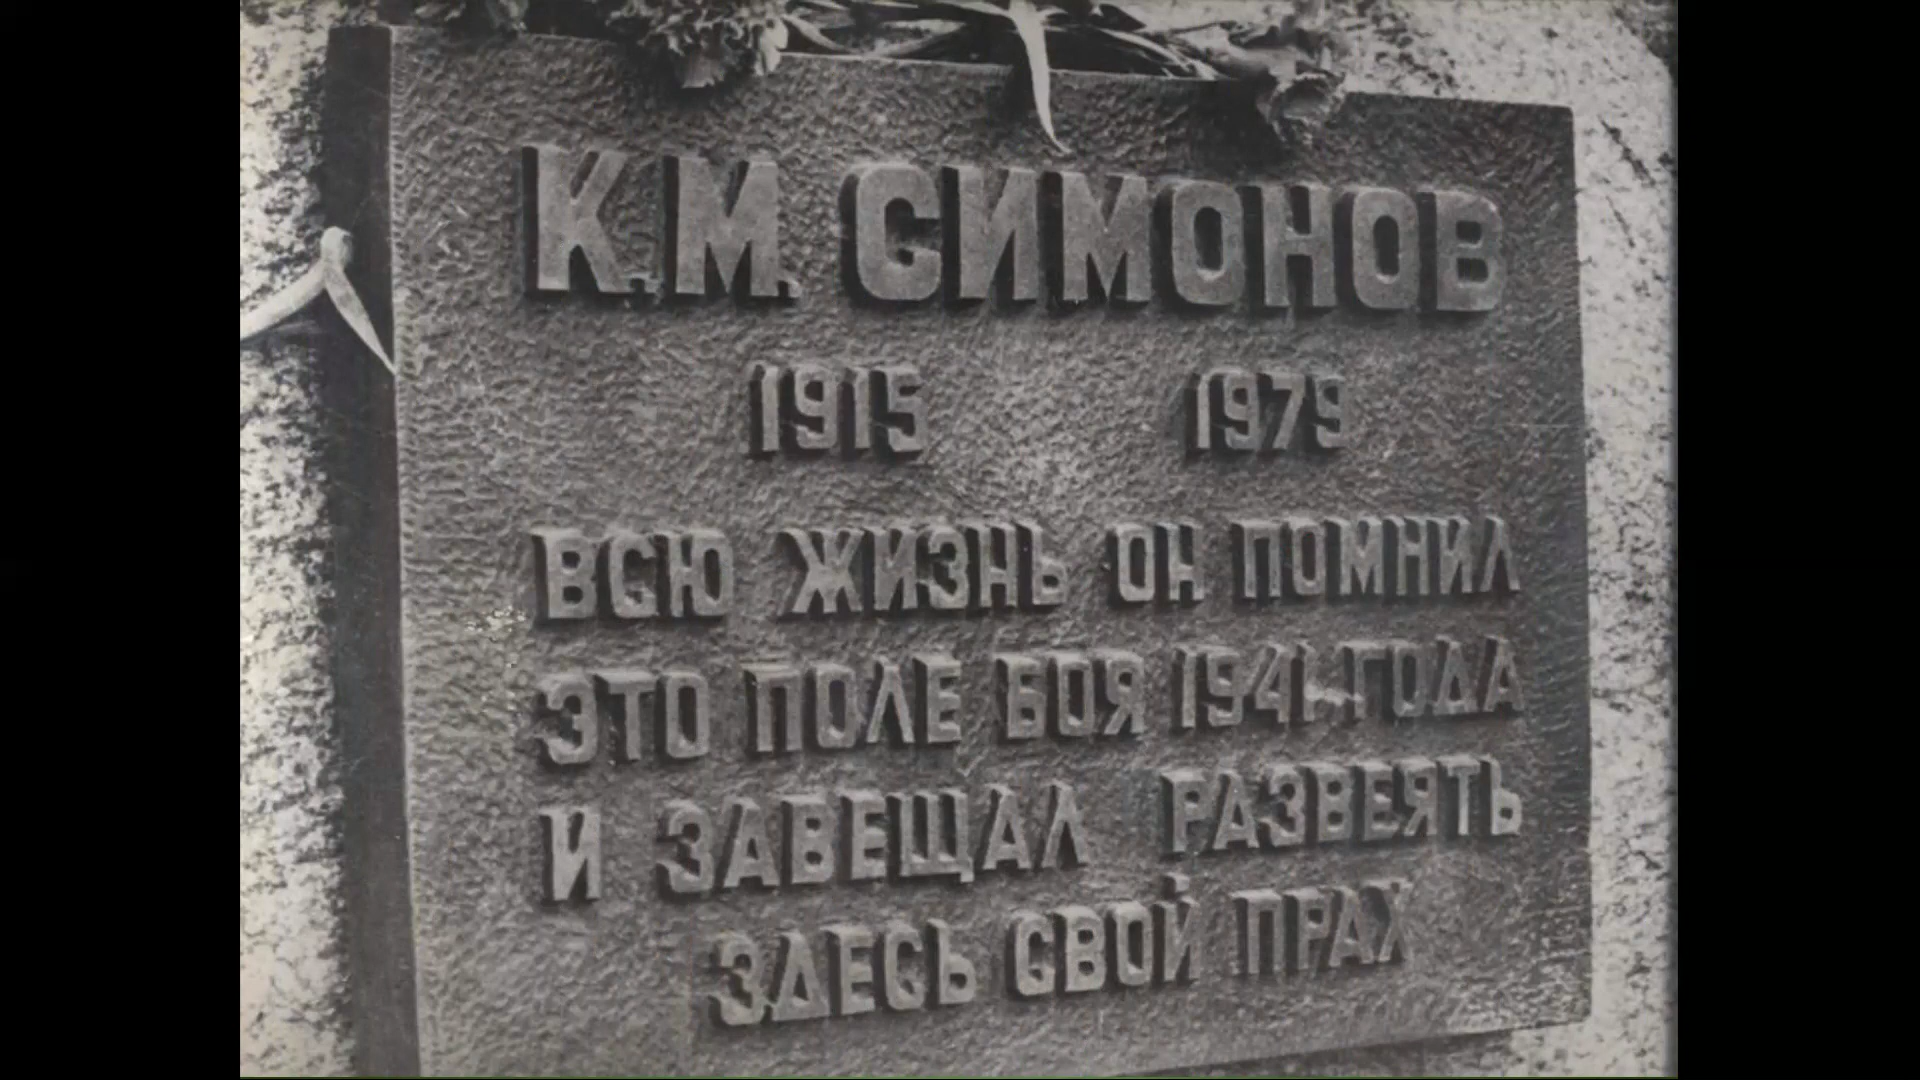 К.М. СИМОНОВ
1915 1979
ВСЮ ЖИЗНЬ ОН ПОМНИЛ
ЭТО ПОЛЕ БОЯ 1941 ГОДА
И ЗАВЕЩАЛ РАЗВЕЯТЬ
ЗДЕСЬ СВОЙ ПРАХ